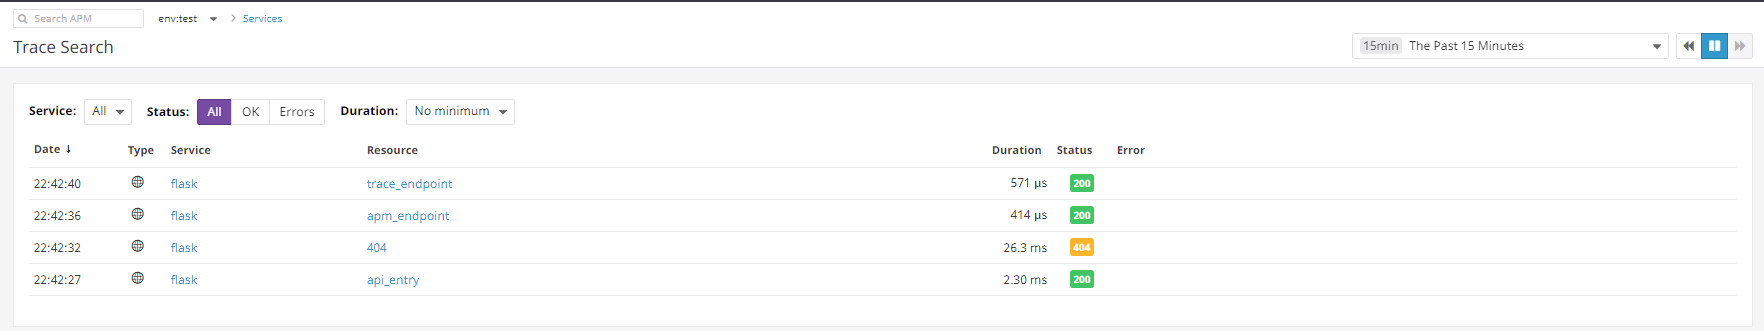 Search APM env:test Services
Trace Search
15min The Past 15 Minutes
Service: All Status: All OK Errors Duration: No minimum
Date ↓ Type Service Resource Duration Status Error
22:42:40 flask trace_endpoint 571 μs 200
22:42:36 flask apm_endpoint 414 μs 200
22:42:32 flask 404 26.3 ms 404
22:42:27 flask api_entry 2.30 ms 200